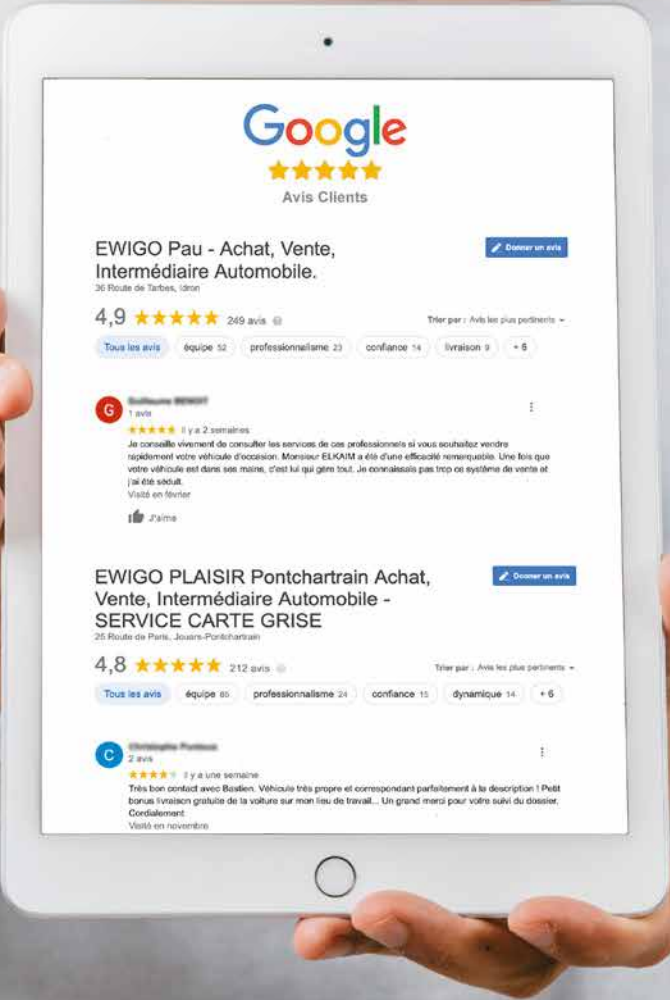 Google
Avis Clients
EWIGO Pau - Achat, Vente,
Intermédiaire Automobile.
Donner un avis
36 Route de Tarbes, Idron
4,9 249 avis
Trier par : Avis les plus pertinents
Tous les avis équipe 52 professionnalisme 23 confiance 14 livraison 9 + 6
G
1 avis
Il y a 2 semaines
Je conseille vivement de consulter les services de ces professionnels si vous souhaitez vendre
rapidement votre véhicule d'occasion. Monsieur ELKAIM a été d'une efficacité remarquable. Une fois que
votre véhicule est dans ses mains, c'est lui qui gère tout. Je connaissais pas trop ce système de vente et
j'ai été séduit.
Visité en février
J'aime
EWIGO PLAISIR Pontchartrain Achat,
Vente, Intermédiaire Automobile -
SERVICE CARTE GRISE
Donner un avis
25 Route de Paris, Jouars-Pontchartrain
4,8 212 avis
Trier par : Avis les plus pertinents
Tous les avis équipe 85 professionnalisme 24 confiance 15 dynamique 14 + 6
C
2 avis
Il y a une semaine
Très bon contact avec Bastien. Véhicule très propre et correspondant parfaitement à la description ! Petit
bonus livraison gratuite de la voiture sur mon lieu de travail... Un grand merci pour votre suivi du dossier.
Cordialement
Visité en novembre